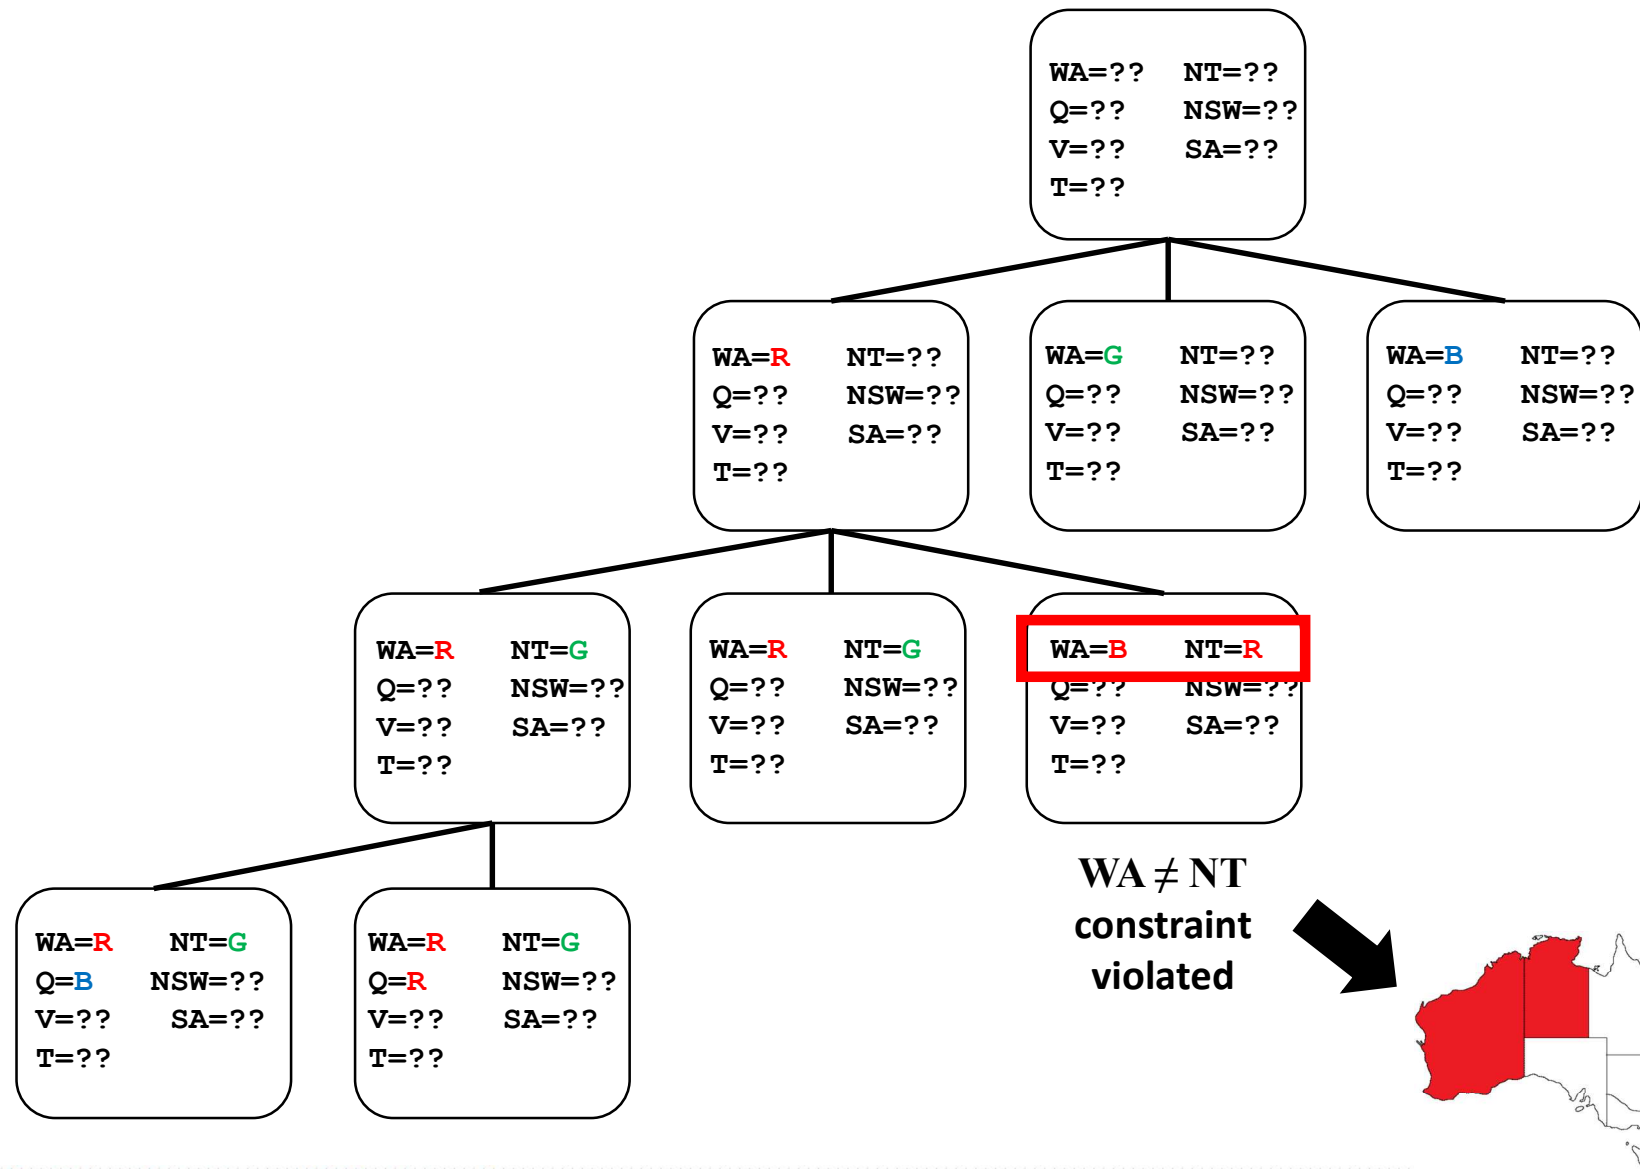 WA=?? NT=??
Q=?? NSW=??
V=?? SA=??
T=??
WA=R NT=??
Q=?? NSW=??
V=?? SA=??
T=??
WA=G NT=??
Q=?? NSW=??
V=?? SA=??
T=??
WA=B NT=??
Q=?? NSW=??
V=?? SA=??
T=??
WA=R NT=G
Q=?? NSW=??
V=?? SA=??
T=??
WA=R NT=G
Q=?? NSW=??
V=?? SA=??
T=??
WA=B NT=R
Q=?? NSW=??
V=?? SA=??
T=??
WA=R NT=G
Q=B NSW=??
V=?? SA=??
T=??
WA=R NT=G
Q=R NSW=??
V=?? SA=??
T=??
WA ≠ NT
constraint
violated